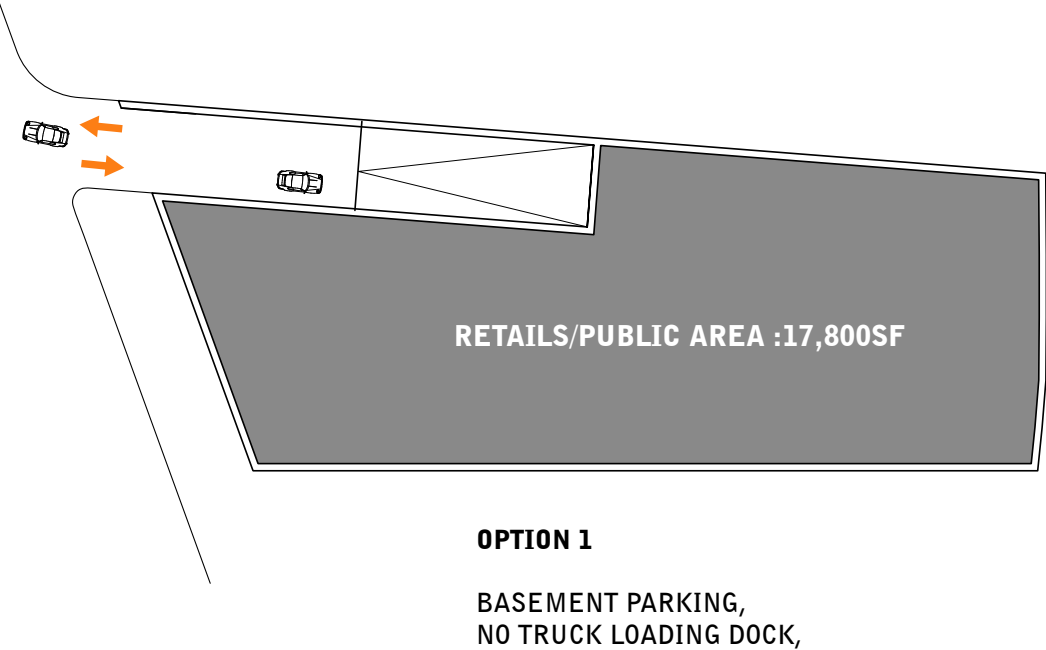 RETAILS/PUBLIC AREA :17,800SF
OPTION 1
BASEMENT PARKING,
NO TRUCK LOADING DOCK,